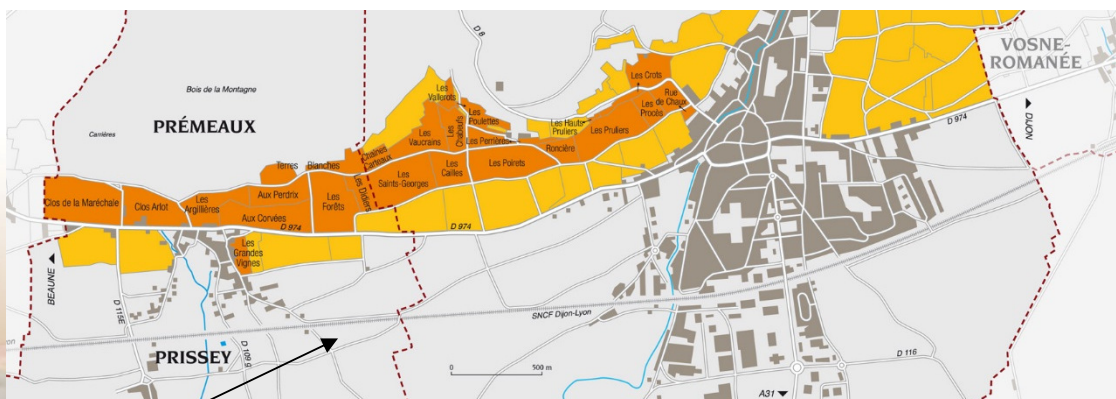 VOSNE-
ROMANÉE
DIJON
D 974
D 8
Bois de la Montagne
Carrières
PRÉMEAUX
Les
Vallerots
Les
Poulettes
Les
Chabœufs
Les
Vaucrains
Chaines
Carteaux
Les Perrières
Les Crots
Rue
de Chaux
Les
Procès
Les Hauts
Pruliers
Les Pruliers
Roncière
Les Poirets
Les
Cailles
Les
Saints-Georges
Terres Blanches
Les Didiers
Les
Forêts
Aux Perdrix
Aux Corvées
Les
Argillières
Clos Arlot
Clos de la Maréchale
D 974
D 974
Les
Grandes
Vignes
BEAUNE
D 115E
D 109 g
PRISSEY
SNCF Dijon-Lyon
0 500 m
D 116
A31